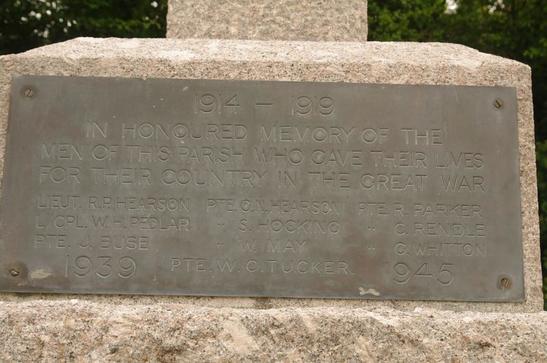 1914 – 1919
IN HONOURED MEMORY OF THE
MEN OF THIS PARISH WHO GAVE THEIR LIVES
FOR THEIR COUNTRY IN THE GREAT WAR
LIEUT. R.P. HEARSON PTE. G.N. HEARSON PTE. R. PARKER
L/CPL. W.H. PEDLAR " S. HOCKING " C. RENDLE
PTE. J. BUSE " W. MAY " G. WHITTON
1939 PTE. W. C. TUCKER. 1945